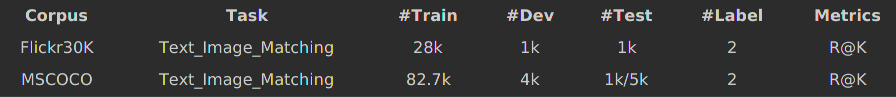 Corpus Task #Train #Dev #Test #Label Metrics
Flickr30K Text_Image_Matching 28k 1k 1k 2 R@K
MSCOCO Text_Image_Matching 82.7k 4k 1k/5k 2 R@K